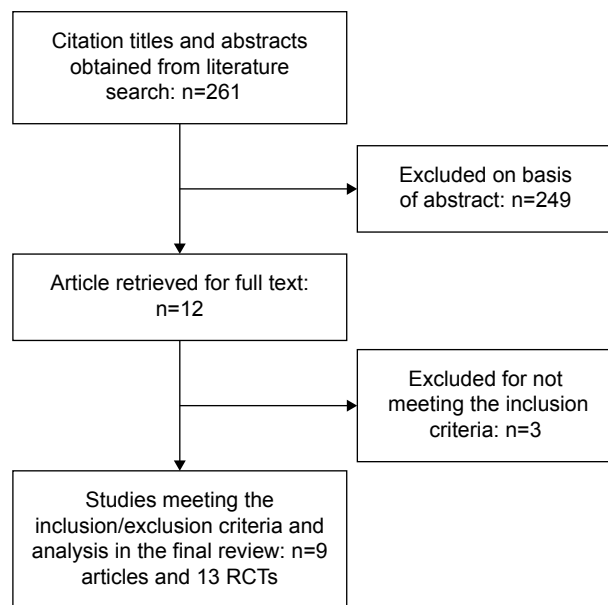 Citation titles and abstracts
obtained from literature
search: n=261
Excluded on basis
of abstract: n=249
Article retrieved for full text:
n=12
Excluded for not
meeting the inclusion
criteria: n=3
Studies meeting the
inclusion/exclusion criteria and
analysis in the final review: n=9
articles and 13 RCTs